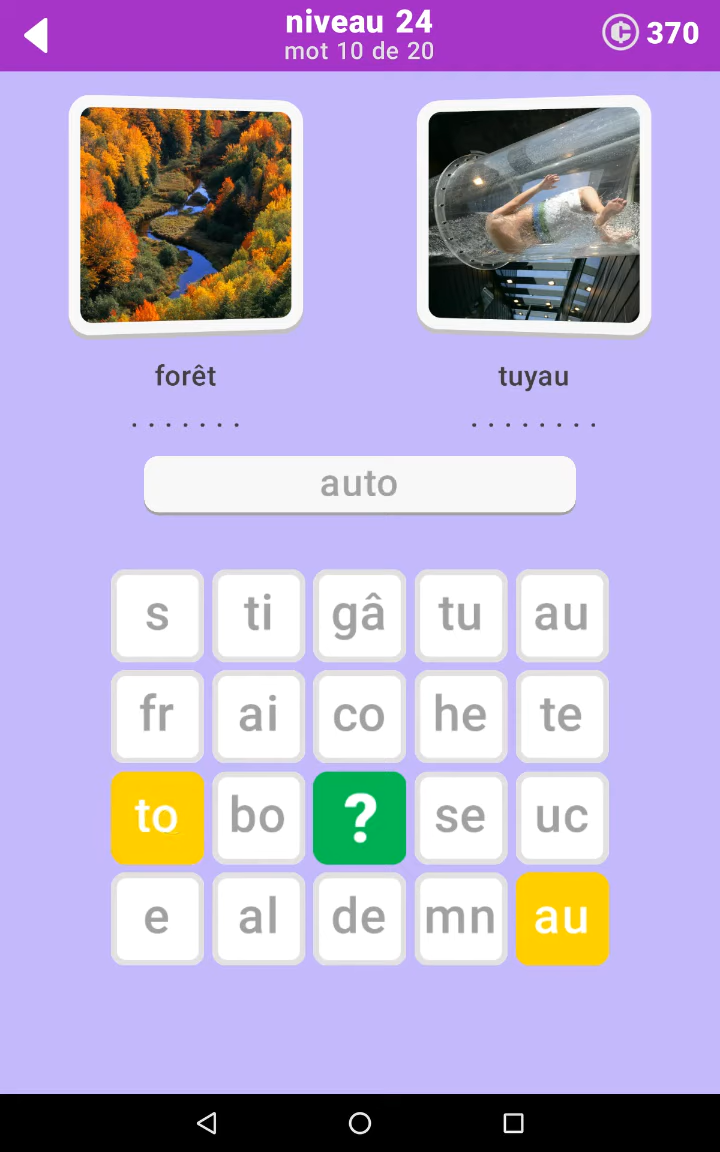 niveau 24
mot 10 de 20
370
forêt
tuyau
. . . . . . .
. . . . . . . .
auto
s ti gâ tu au
fr ai co he te
to bo ? se uc
e al de mn au